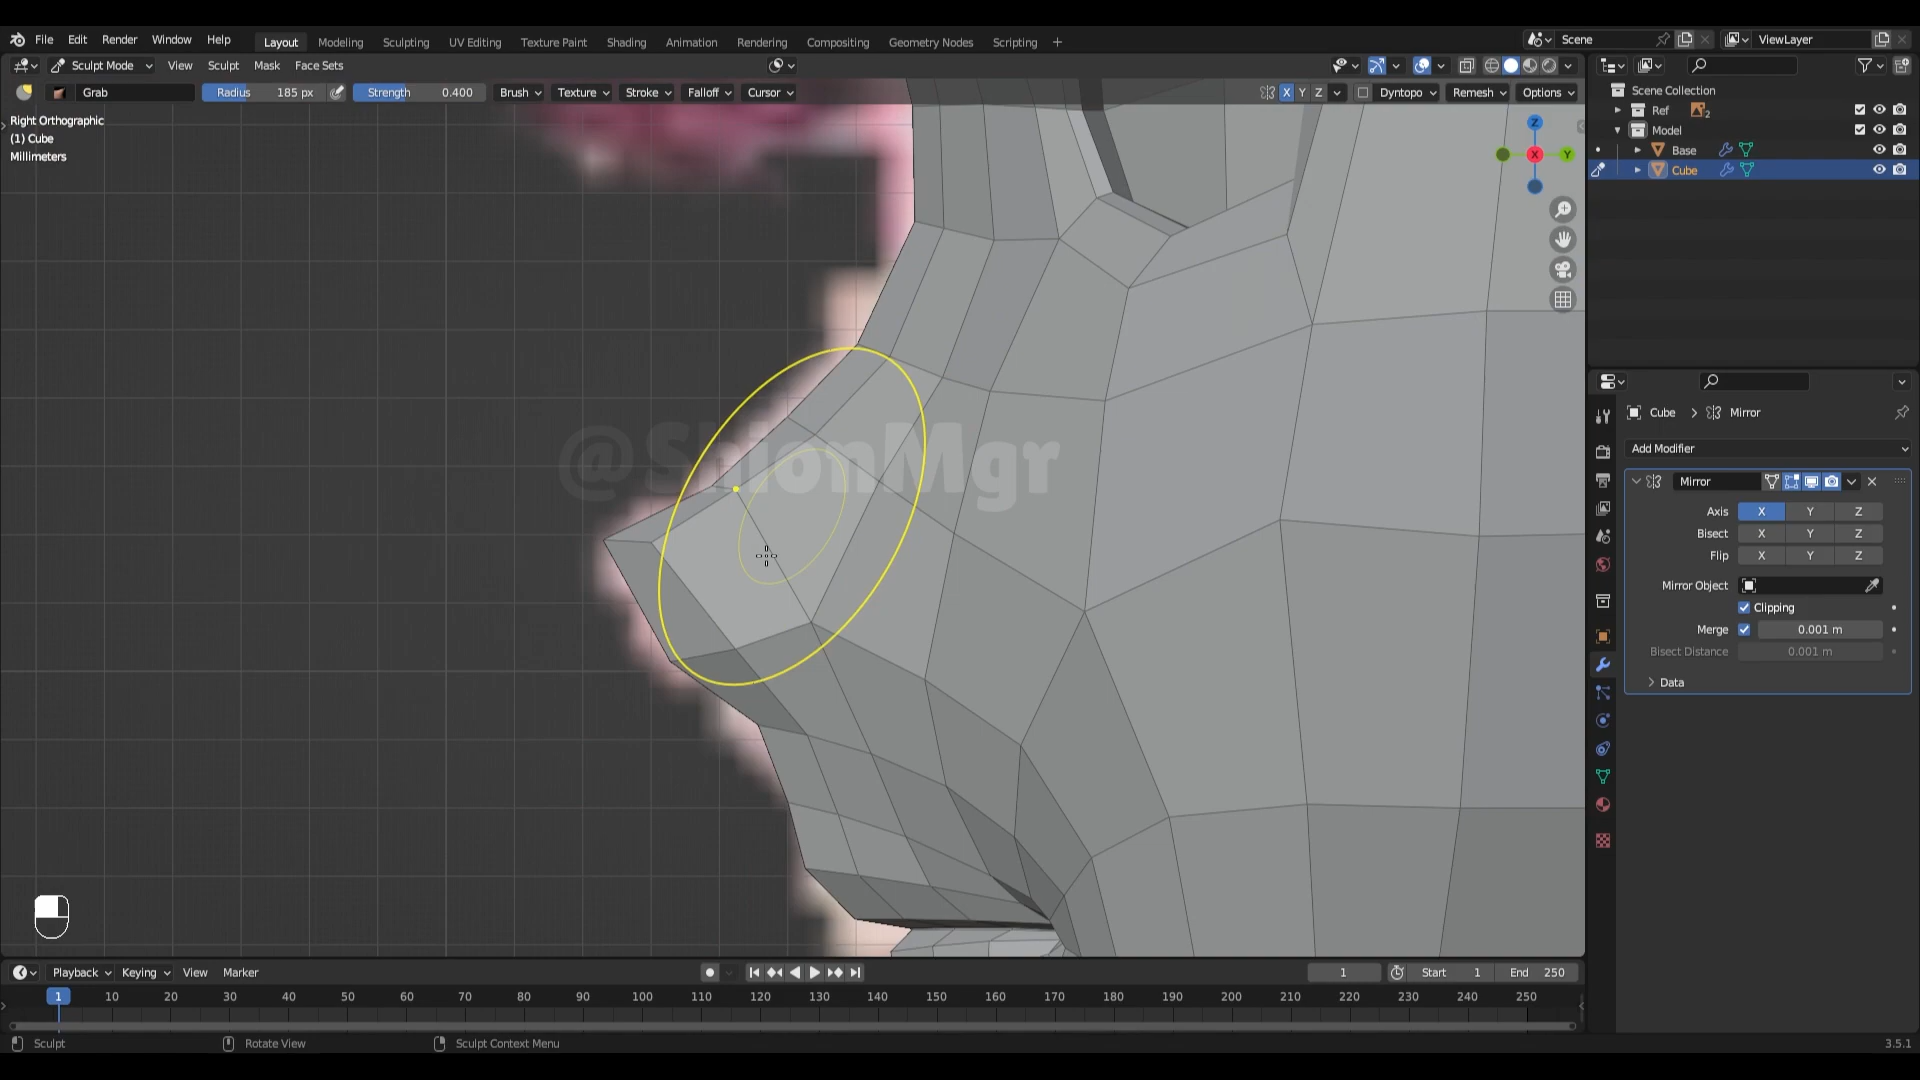 File Edit Render Window Help Layout Modeling Sculpting UV Editing Texture Paint Shading Animation Rendering Compositing Geometry Nodes Scripting + Scene ViewLayer
Sculpt Mode View Sculpt Mask Face Sets
Grab Radius 185 px Strength 0.400 Brush Texture Stroke Falloff Cursor X Y Z Dyntopo Remesh Options
Right Orthographic
(1) Cube
Millimeters
Z
X
Y
@ShionMgr
Scene Collection
Ref 2
Model
Base
Cube
Cube > Mirror
Add Modifier
Mirror
Axis X Y Z
Bisect X Y Z
Flip X Y Z
Mirror Object
Clipping
Merge 0.001 m
Bisect Distance 0.001 m
Data
Playback Keying View Marker 1 Start 1 End 250
1 10 20 30 40 50 60 70 80 90 100 110 120 130 140 150 160 170 180 190 200 210 220 230 240 250
Sculpt Rotate View Sculpt Context Menu 3.5.1